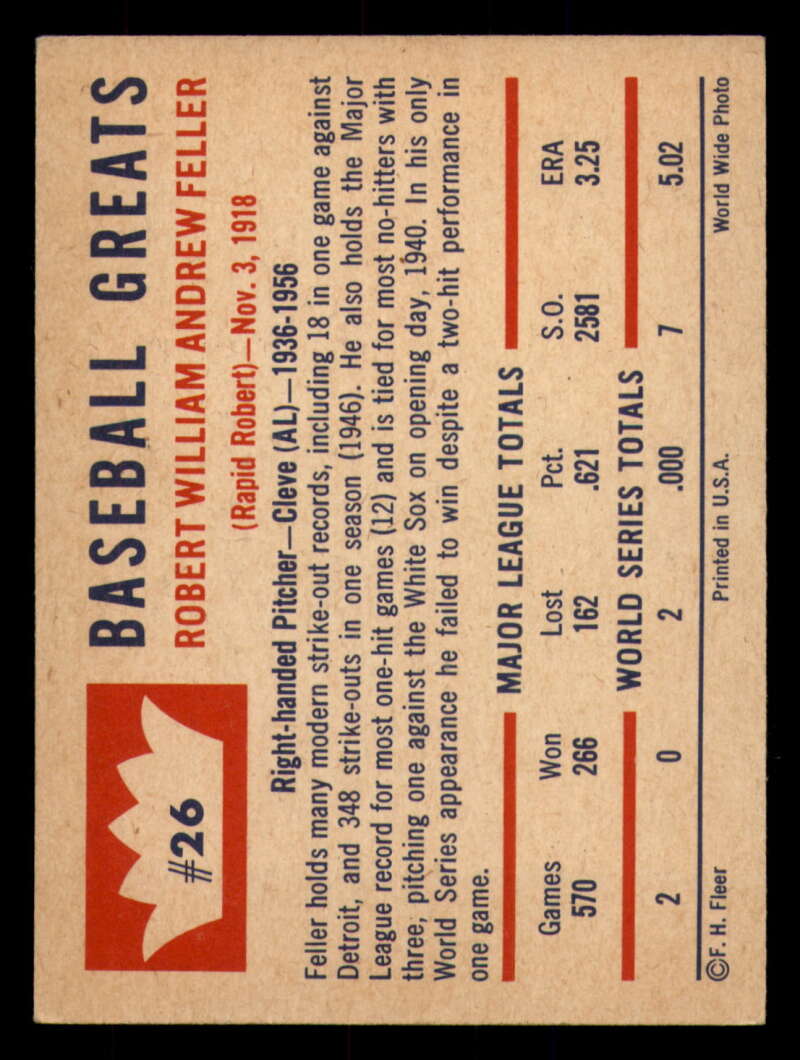 #26
BASEBALL GREATS
ROBERT WILLIAM ANDREW FELLER
(Rapid Robert)—Nov. 3, 1918
Right-handed Pitcher—Cleve (AL)—1936-1956
Feller holds many modern strike-out records, including 18 in one game against
Detroit, and 348 strike-outs in one season (1946). He also holds the Major
League record for most one-hit games (12) and is tied for most no-hitters with
three, pitching one against the White Sox on opening day, 1940. In his only
World Series appearance he failed to win despite a two-hit performance in
one game.
MAJOR LEAGUE TOTALS
Games Won Lost Pct. S.O. ERA
570 266 162 .621 2581 3.25
WORLD SERIES TOTALS
2 0 2 .000 7 5.02
©F. H. Fleer Printed in U.S.A. World Wide Photo